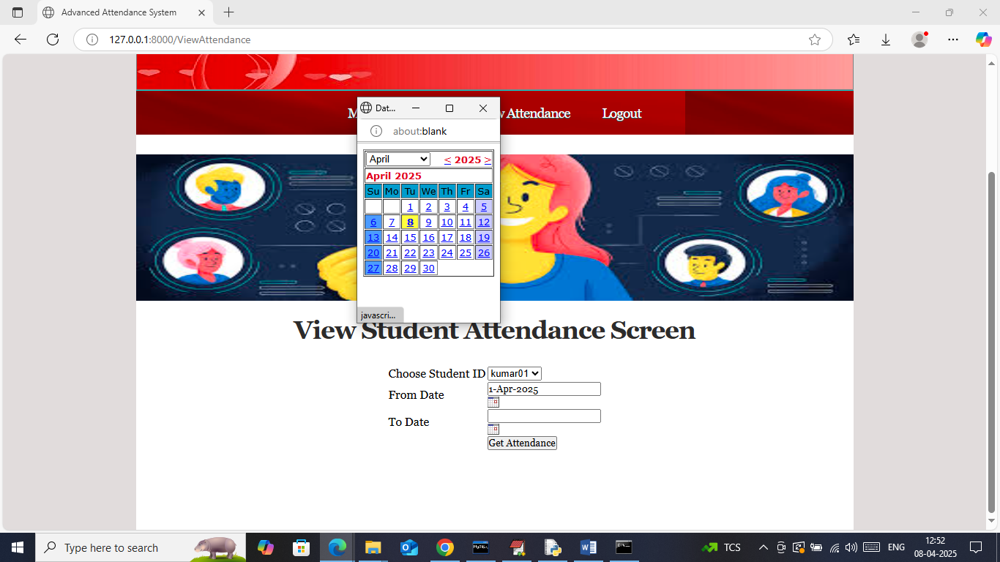 Advanced Attendance System
127.0.0.1:8000/ViewAttendance
Attendance Logout
Dat...
about:blank
April < 2025 >
April 2025
Su Mo Tu We Th Fr Sa
1 2 3 4 5
6 7 8 9 10 11 12
13 14 15 16 17 18 19
20 21 22 23 24 25 26
27 28 29 30
javascri...
View Student Attendance Screen
Choose Student ID kumar01
From Date 1-Apr-2025
To Date
Get Attendance
Type here to search
TCS
ENG
12:52
08-04-2025